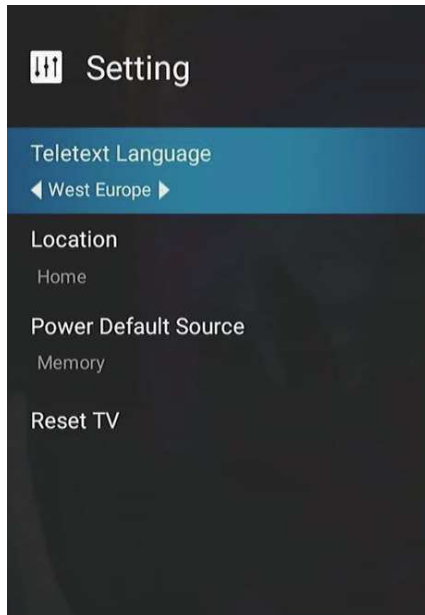 Setting
Teletext Language
West Europe
Location
Home
Power Default Source
Memory
Reset TV